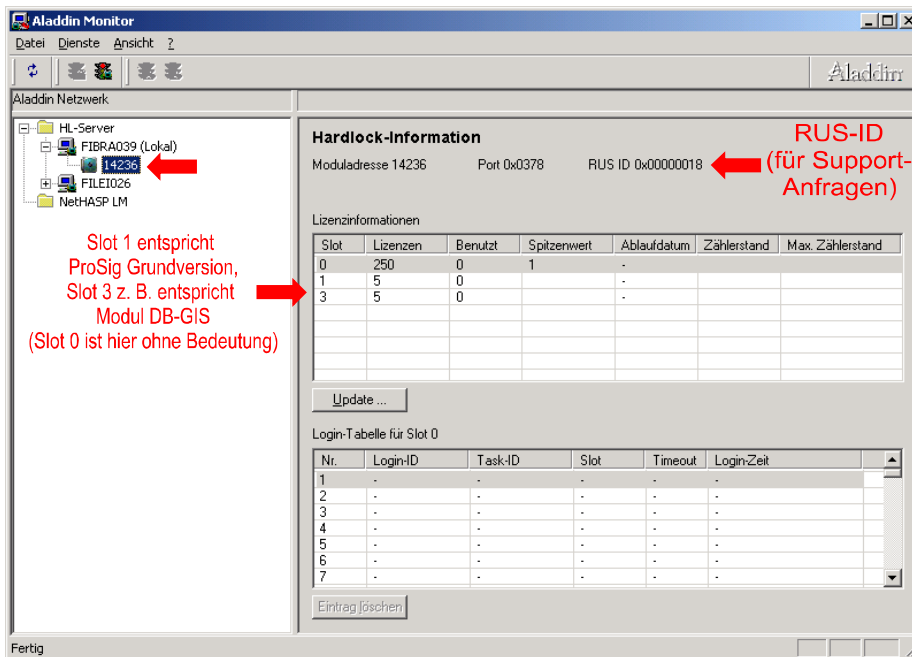 Aladdin Monitor
Datei Dienste Ansicht ?
Aladdin
Aladdin Netzwerk
HL-Server
FIBRA039 (Lokal)
14236
FILEI026
NetHASP LM
Slot 1 entspricht
ProSig Grundversion,
Slot 3 z. B. entspricht
Modul DB-GIS
(Slot 0 ist hier ohne Bedeutung)
Hardlock-Information
Moduladresse 14236 Port 0x0378 RUS ID 0x00000018
RUS-ID
(für Support-
Anfragen)
Lizenzinformationen
Slot Lizenzen Benutzt Spitzenwert Ablaufdatum Zählerstand Max. Zählerstand
0 250 0 1 -
1 5 0 -
3 5 0 -
Update ...
Login-Tabelle für Slot 0
Nr. Login-ID Task-ID Slot Timeout Login-Zeit
1 - - - - -
2 - - - - -
3 - - - - -
4 - - - - -
5 - - - - -
6 - - - - -
7 - - - - -
Eintrag löschen
Fertig